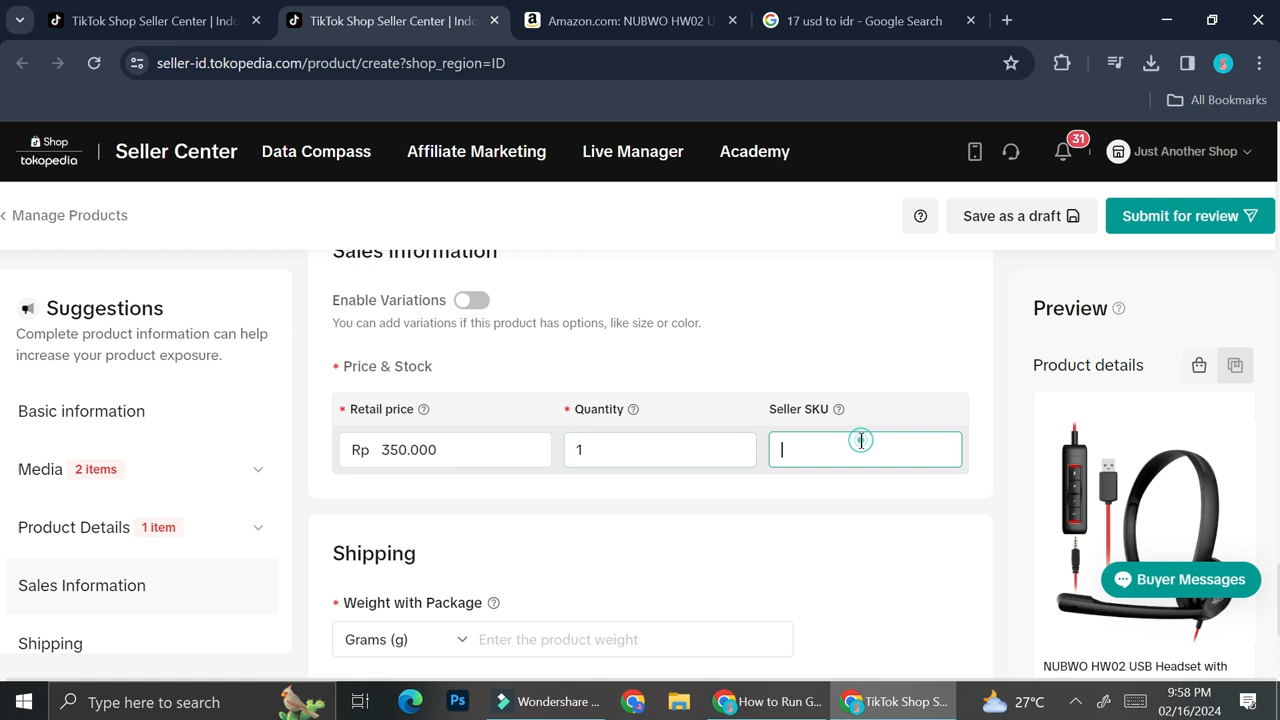 TikTok Shop Seller Center | Indo
TikTok Shop Seller Center | Indo
Amazon.com: NUBWO HW02 U
17 usd to idr - Google Search
seller-id.tokopedia.com/product/create?shop_region=ID
All Bookmarks
Shop
tokopedia
Seller Center
Data Compass
Affiliate Marketing
Live Manager
Academy
31
Just Another Shop
< Manage Products
Save as a draft
Submit for review
Sales Information
Suggestions
Complete product information can help
increase your product exposure.
Basic information
Media 2 items
Product Details 1 item
Sales Information
Shipping
Enable Variations
You can add variations if this product has options, like size or color.
* Price & Stock
* Retail price
* Quantity
Seller SKU
Rp 350.000
1
Shipping
* Weight with Package
Grams (g)
Enter the product weight
Preview
Product details
Buyer Messages
NUBWO HW02 USB Headset with
Type here to search
Ps
Wondershare ...
How to Run G...
TikTok Shop S...
27°C
9:58 PM
02/16/2024